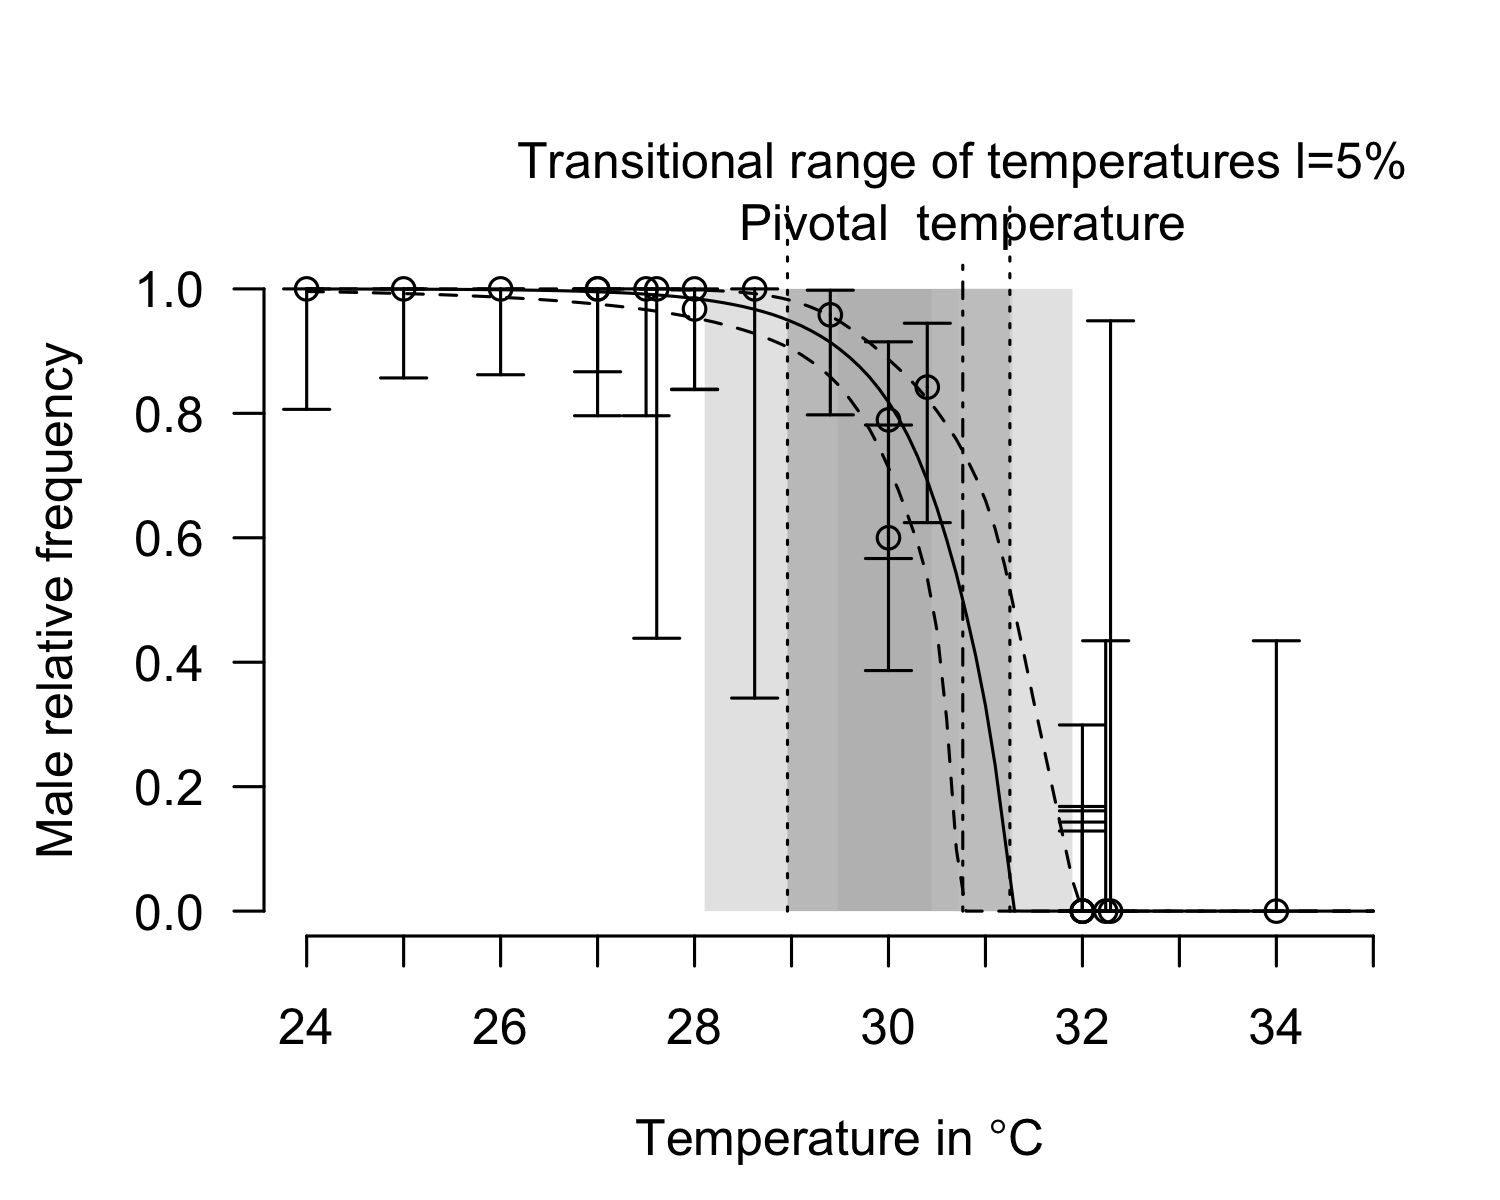 Transitional range of temperatures l=5%
Pivotal temperature
1.0
0.8
0.6
0.4
0.2
0.0
Male relative frequency
24 26 28 30 32 34
Temperature in °C